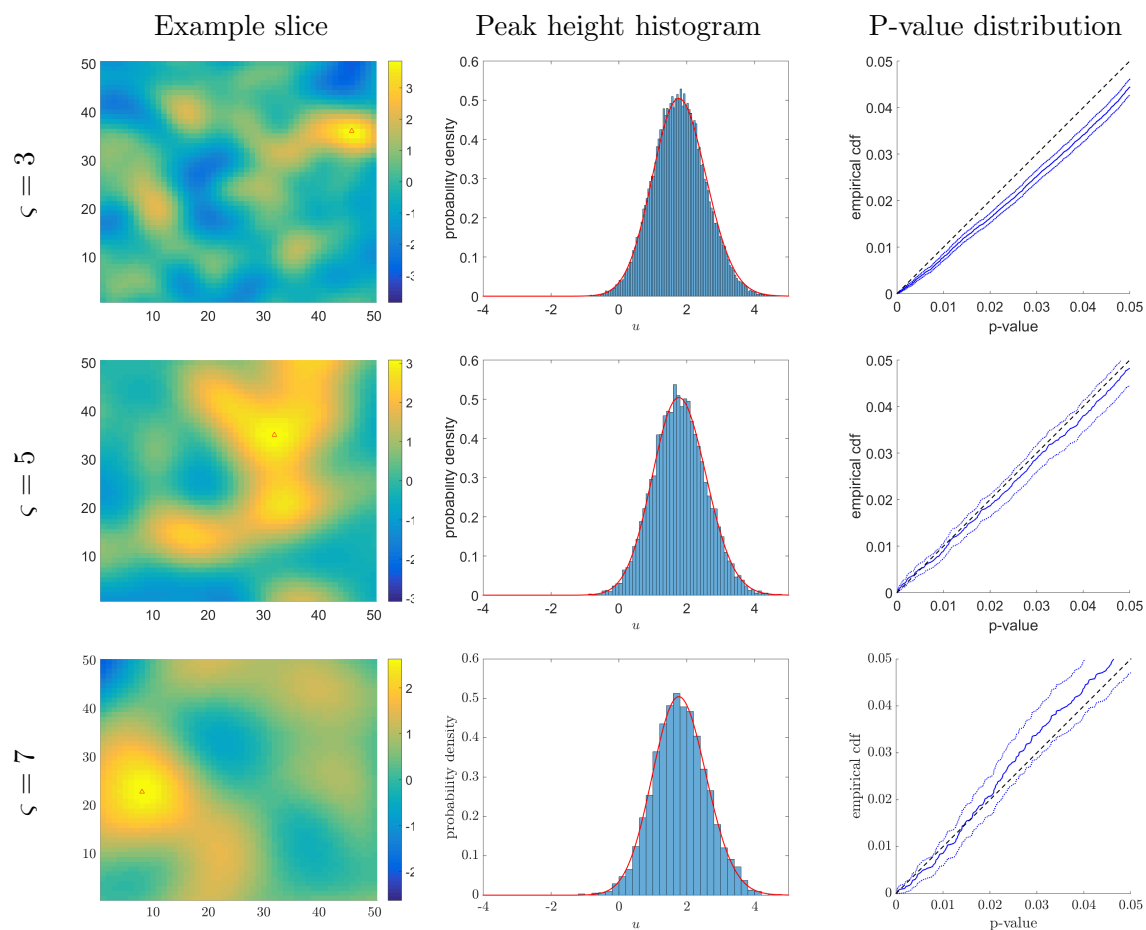 Example slice
Peak height histogram
P-value distribution
ς = 3
50
40
30
20
10
10 20 30 40 50
3
2
1
0
-1
-2
-3
probability density
0.6
0.5
0.4
0.3
0.2
0.1
0
-4 -2 0 2 4
u
empirical cdf
0.05
0.04
0.03
0.02
0.01
0
0 0.01 0.02 0.03 0.04 0.05
p-value
ς = 5
50
40
30
20
10
10 20 30 40 50
3
2
1
0
-1
-2
-3
probability density
0.6
0.5
0.4
0.3
0.2
0.1
0
-4 -2 0 2 4
u
empirical cdf
0.05
0.04
0.03
0.02
0.01
0
0 0.01 0.02 0.03 0.04 0.05
p-value
ς = 7
50
40
30
20
10
10 20 30 40 50
2
1
0
-1
-2
probability density
0.6
0.5
0.4
0.3
0.2
0.1
0
-4 -2 0 2 4
u
empirical cdf
0.05
0.04
0.03
0.02
0.01
0
0 0.01 0.02 0.03 0.04 0.05
p-value